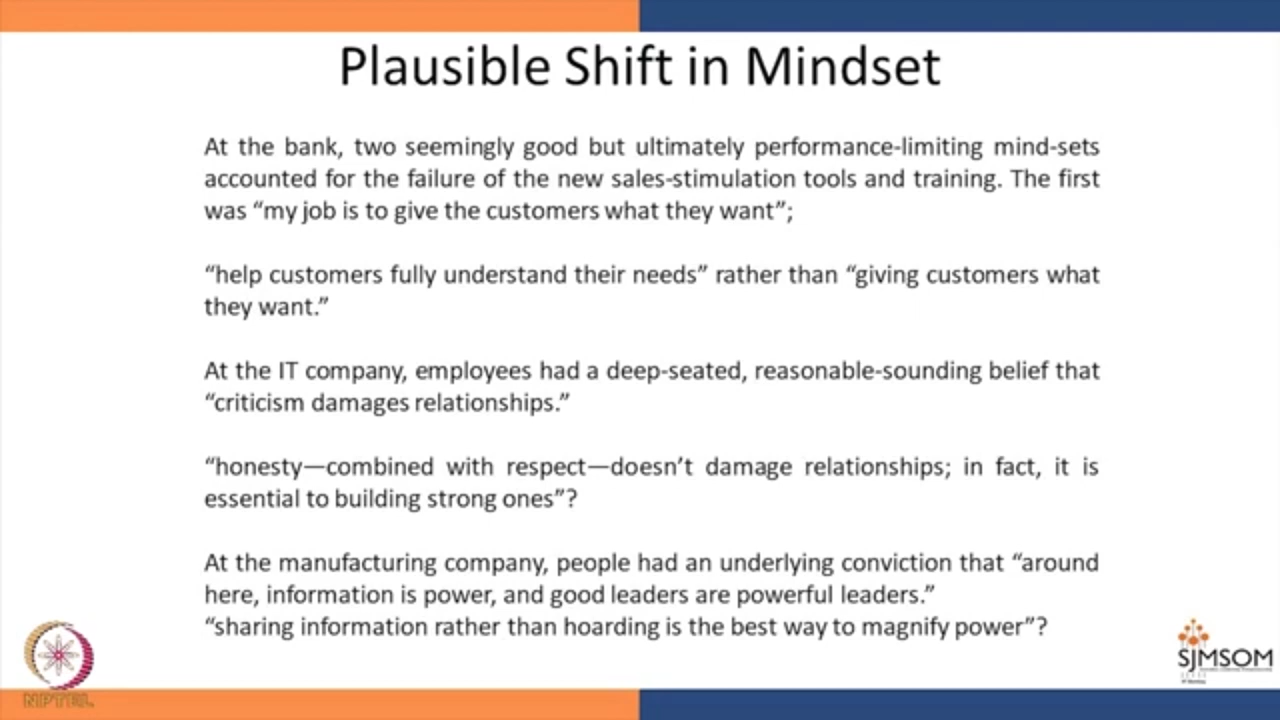 Plausible Shift in Mindset
At the bank, two seemingly good but ultimately performance-limiting mind-sets
accounted for the failure of the new sales-stimulation tools and training. The first
was “my job is to give the customers what they want”;
“help customers fully understand their needs” rather than “giving customers what
they want.”
At the IT company, employees had a deep-seated, reasonable-sounding belief that
“criticism damages relationships.”
“honesty—combined with respect—doesn’t damage relationships; in fact, it is
essential to building strong ones”?
At the manufacturing company, people had an underlying conviction that “around
here, information is power, and good leaders are powerful leaders.”
“sharing information rather than hoarding is the best way to magnify power”?
NPTEL
SJMSOM